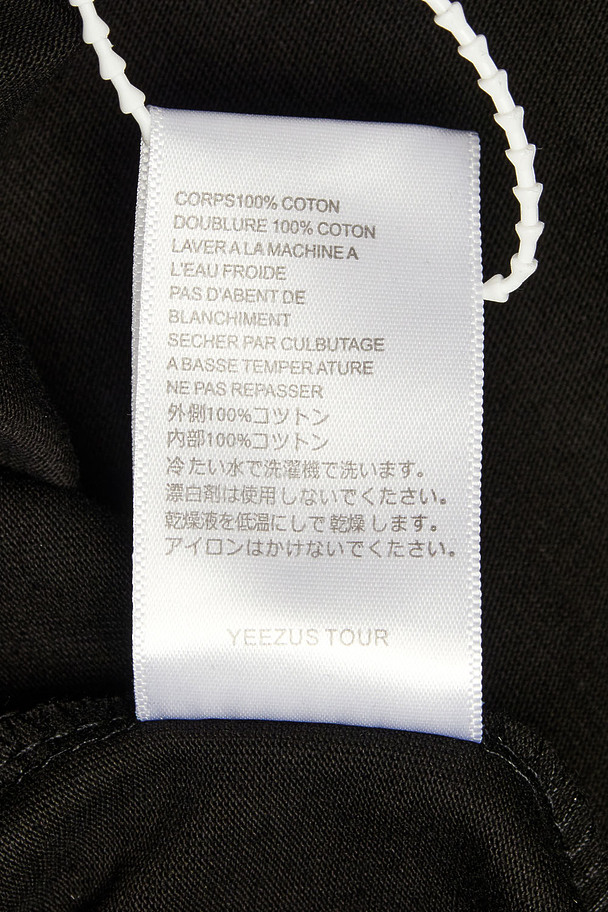 CORPS100% COTON
DOUBLURE 100% COTON
LAVER A LA MACHINE A
L'EAU FROIDE
PAS D'ABENT DE
BLANCHIMENT
SECHER PAR CULBUTAGE
A BASSE TEMPER ATURE
NE PAS REPASSER
外側100%コツトン
内部100%コツトン
冷たい水で洗濯機で洗います。
漂白剤は使用しないでください。
乾燥液を低温にしで乾燥します。
アイロンはかけないでください。
YEEZUS TOUR